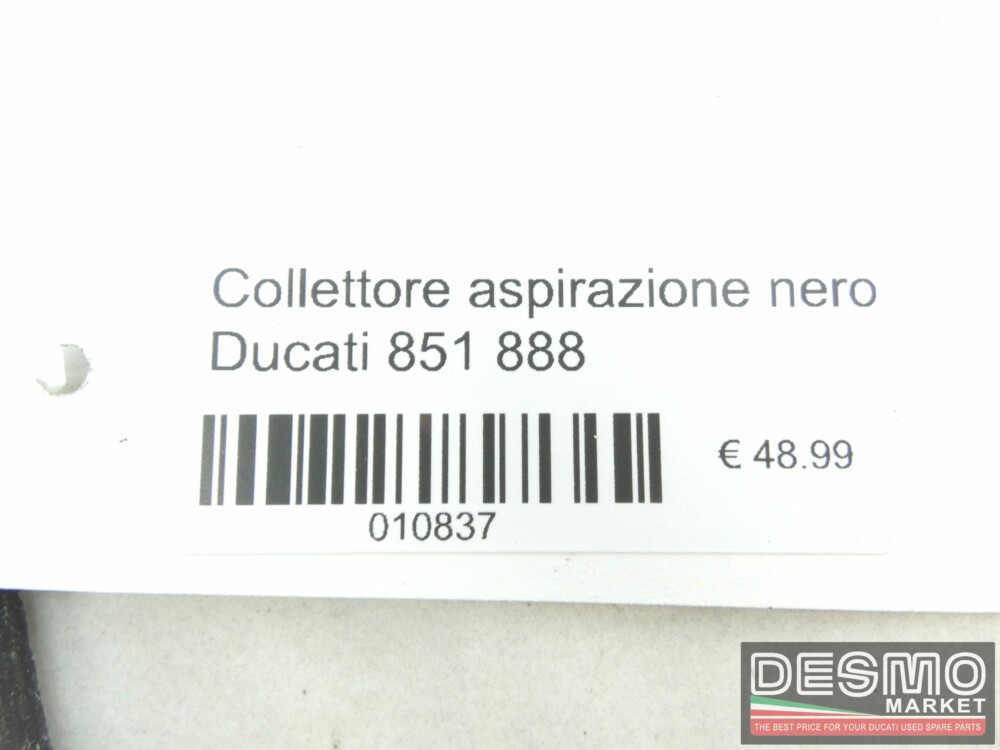 Collettore aspirazione nero
Ducati 851 888
€ 48.99
010837
DESMO
MARKET
THE BEST PRICE FOR YOUR DUCATI USED SPARE PARTS